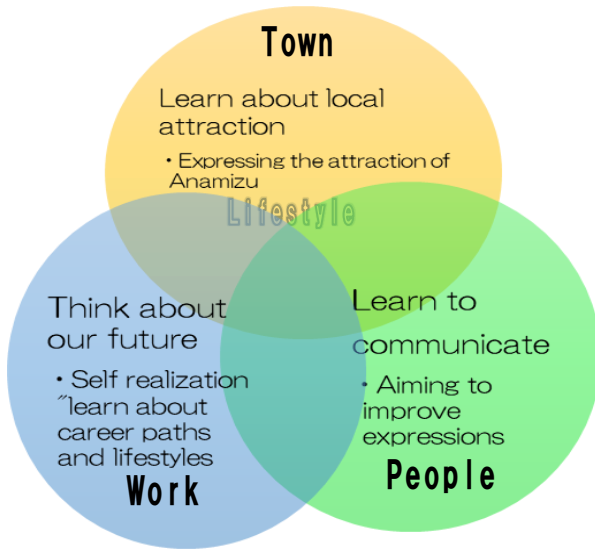 Town
Learn about local
attraction
・Expressing the attraction of
Anamizu
Lifestyle
Think about
our future
・Self realization
"learn about
career paths
and lifestyles
Work
Learn to
communicate
・Aiming to
improve
expressions
People